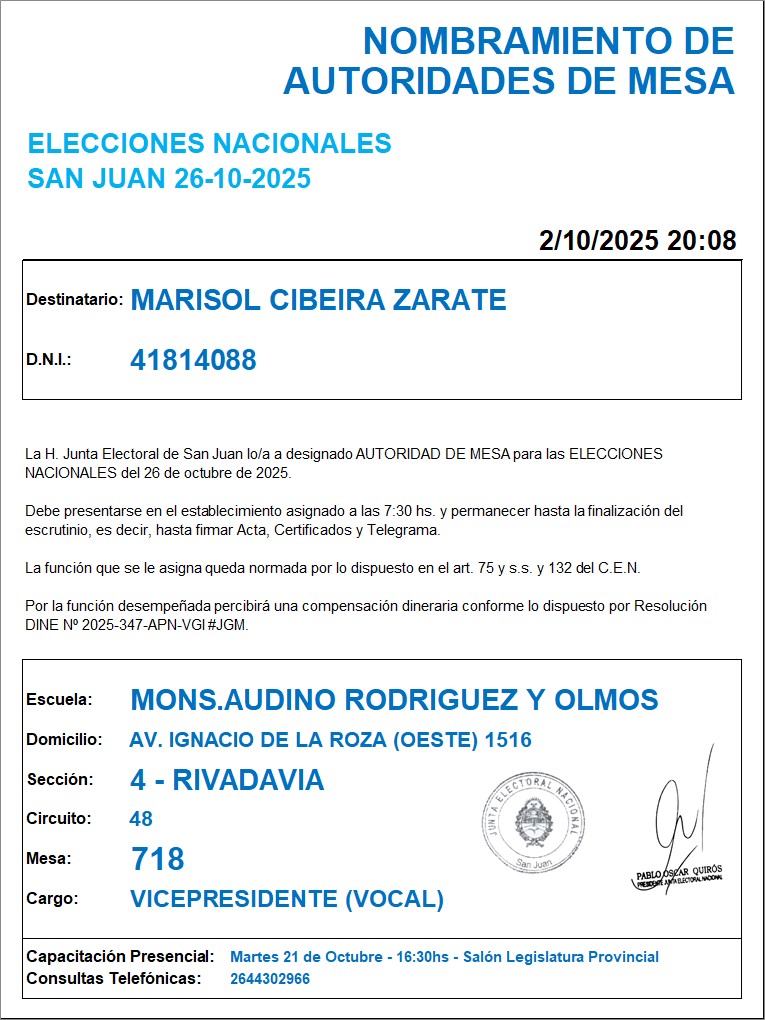 NOMBRAMIENTO DE
AUTORIDADES DE MESA
ELECCIONES NACIONALES
SAN JUAN 26-10-2025
2/10/2025 20:08
Destinatario: MARISOL CIBEIRA ZARATE
D.N.I.: 41814088
La H. Junta Electoral de San Juan lo/a a designado AUTORIDAD DE MESA para las ELECCIONES
NACIONALES del 26 de octubre de 2025.
Debe presentarse en el establecimiento asignado a las 7:30 hs. y permanecer hasta la finalización del
escrutinio, es decir, hasta firmar Acta, Certificados y Telegrama.
La función que se le asigna queda normada por lo dispuesto en el art. 75 y s.s. y 132 del C.E.N.
Por la función desempeñada percibirá una compensación dineraria conforme lo dispuesto por Resolución
DINE Nº 2025-347-APN-VGI#JGM.
Escuela: MONS.AUDINO RODRIGUEZ Y OLMOS
Domicilio: AV. IGNACIO DE LA ROZA (OESTE) 1516
Sección: 4 - RIVADAVIA
Circuito: 48
Mesa: 718
Cargo: VICEPRESIDENTE (VOCAL)
JUNTA ELECTORAL NACIONAL
San Juan
PABLO OSCAR QUIRÓS
PRESIDENTE JUNTA ELECTORAL NACIONAL
Capacitación Presencial: Martes 21 de Octubre - 16:30hs - Salón Legislatura Provincial
Consultas Telefónicas: 2644302966